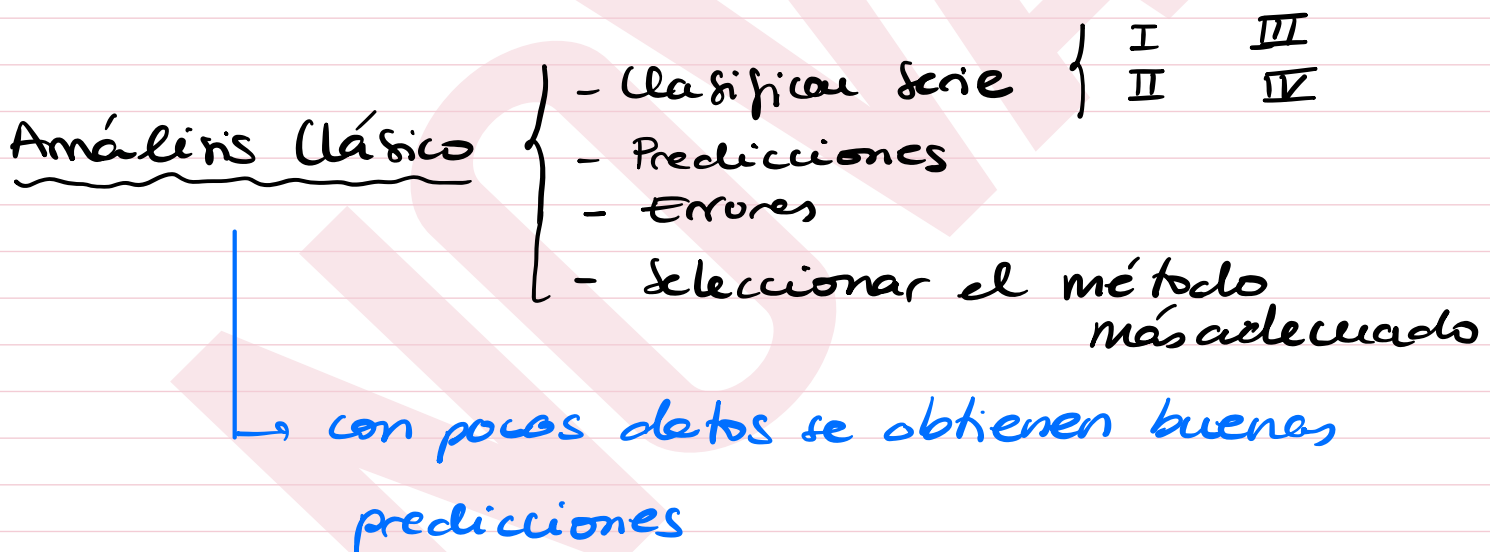 Análisis Clásico
- Clasificar Serie
I III
II IV
- Predicciones
- Errores
- Seleccionar el método
más adecuado
→ con pocos datos se obtienen buenas
predicciones